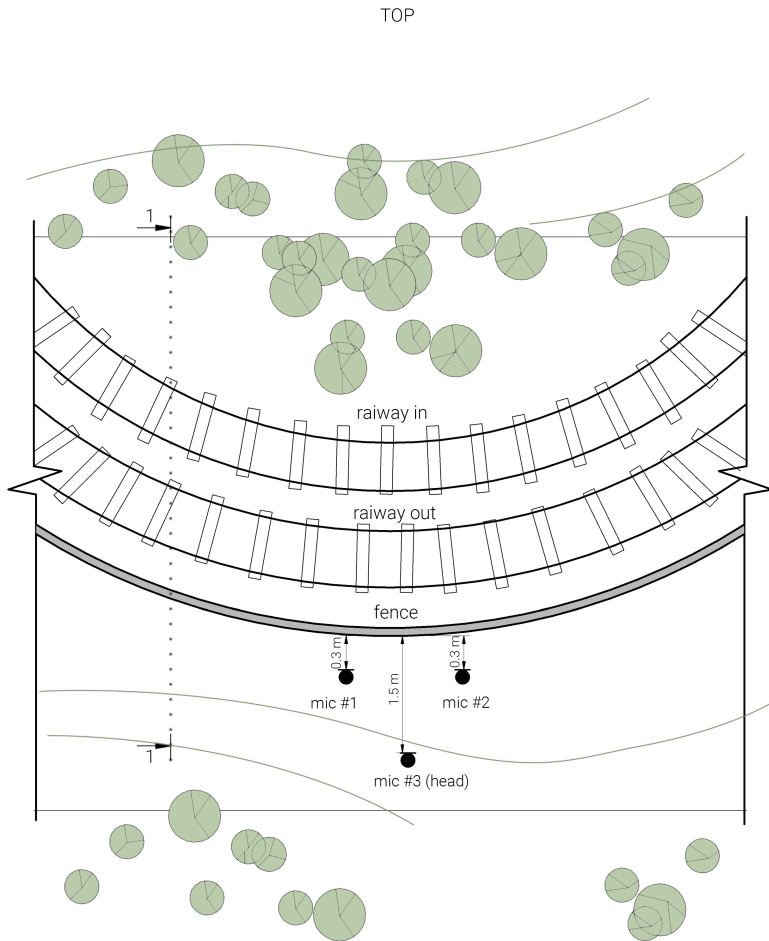 TOP
1
raiway in
raiway out
fence
0.3 m
0.3 m
1.5 m
mic #1
mic #2
1
mic #3 (head)